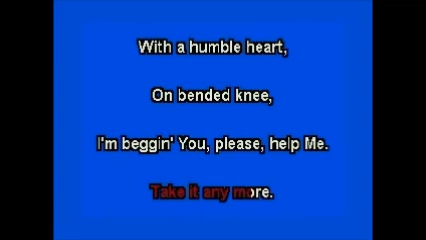 With a humble heart,
On bended knee,
I'm beggin' You, please, help Me.
Take it any more.